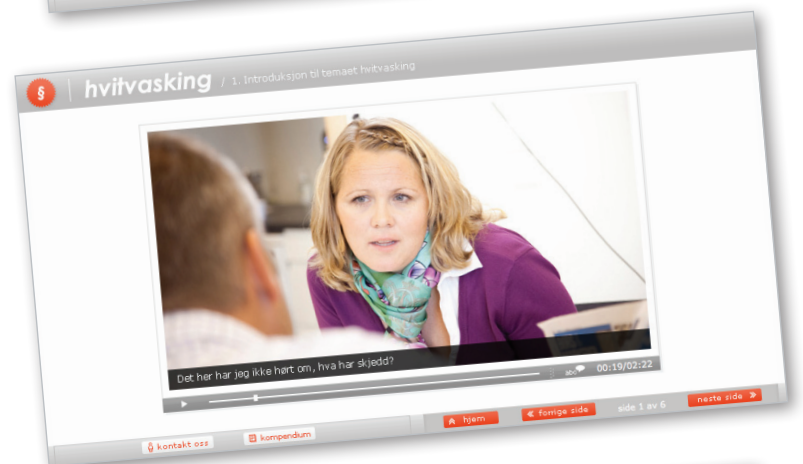 § | hvitvasking / 1. Introduksjon til temaet hvitvasking
Det her har jeg ikke hørt om, hva har skjedd?
abc 00:19/02:22
kontakt oss kompendium hjem forrige side side 1 av 6 neste side